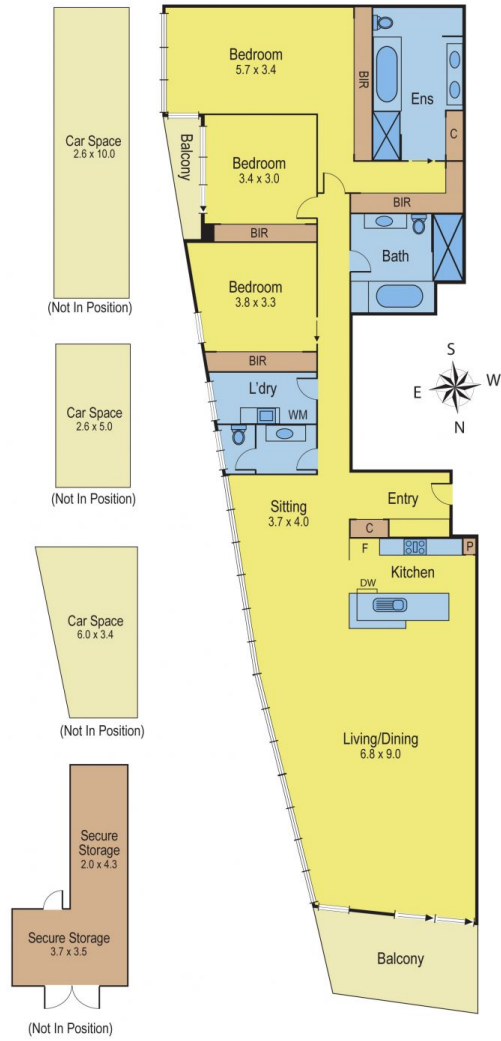 Car Space
2.6 x 10.0
(Not In Position)
Car Space
2.6 x 5.0
(Not In Position)
Car Space
6.0 x 3.4
(Not In Position)
Secure
Storage
2.0 x 4.3
Secure Storage
3.7 x 3.5
(Not In Position)
Bedroom
5.7 x 3.4
BIR
Ens
C
Balcony
Bedroom
3.4 x 3.0
BIR
BIR
Bath
Bedroom
3.8 x 3.3
BIR
L'dry
WM
S
E
W
N
Sitting
3.7 x 4.0
Entry
C
F
P
Kitchen
DW
Living/Dining
6.8 x 9.0
Balcony